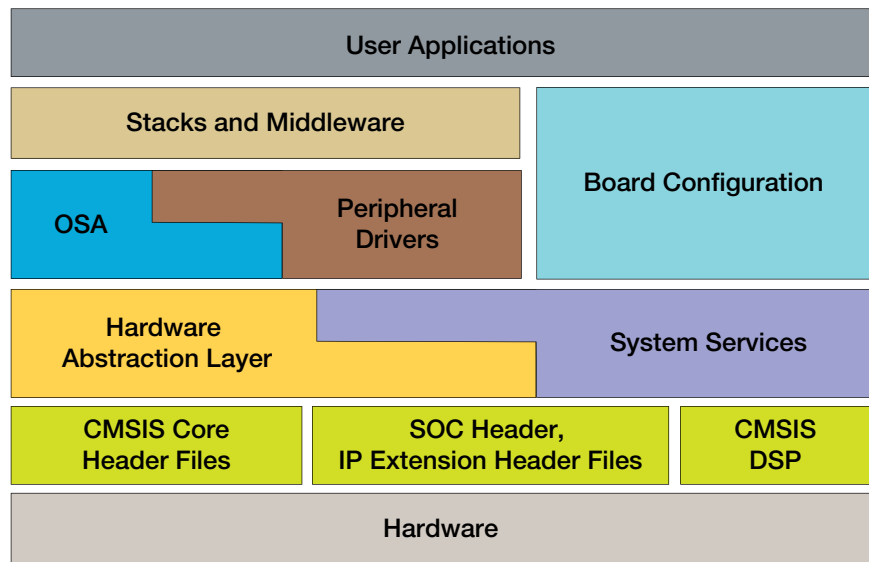 User Applications
Stacks and Middleware
Board Configuration
OSA
Peripheral
Drivers
Hardware
Abstraction Layer
System Services
CMSIS Core
Header Files
SOC Header,
IP Extension Header Files
CMSIS
DSP
Hardware